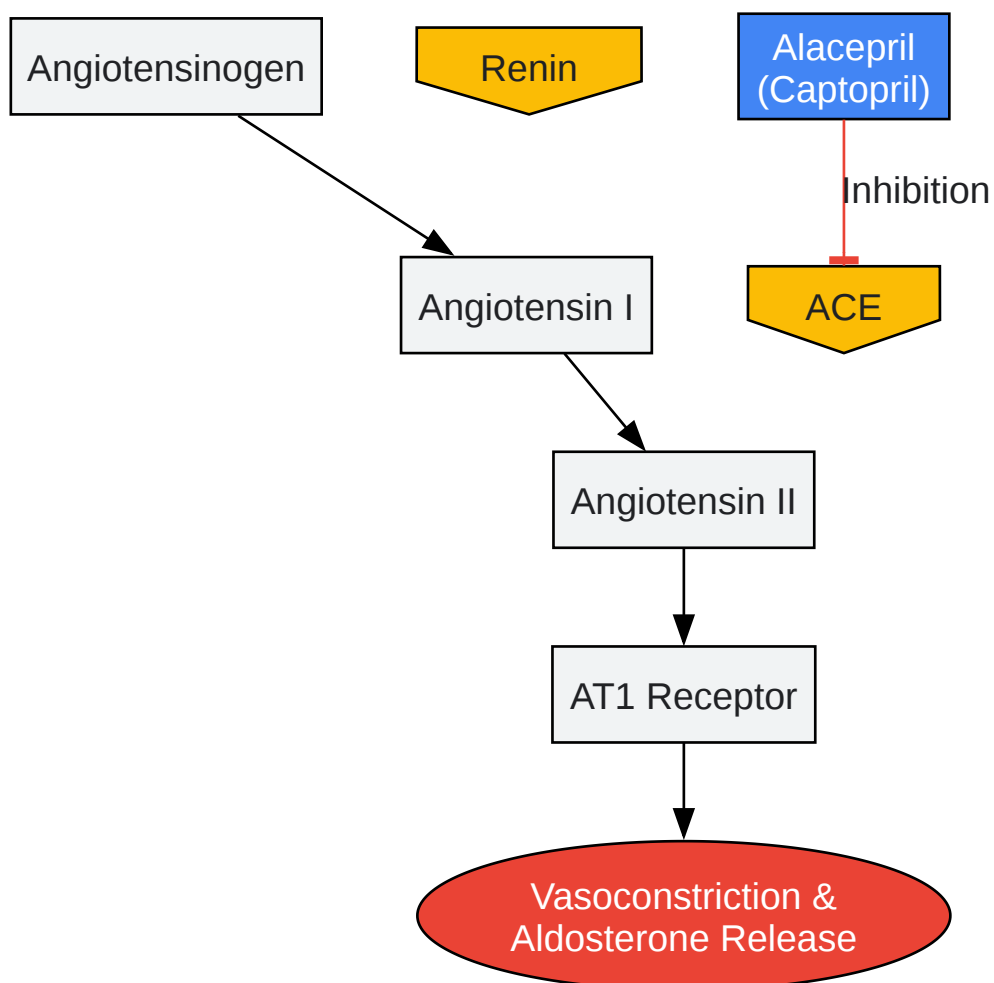 Angiotensinogen
Renin
Alacepril
(Captopril)
Inhibition
Angiotensin I
ACE
Angiotensin II
AT1 Receptor
Vasoconstriction &
Aldosterone Release